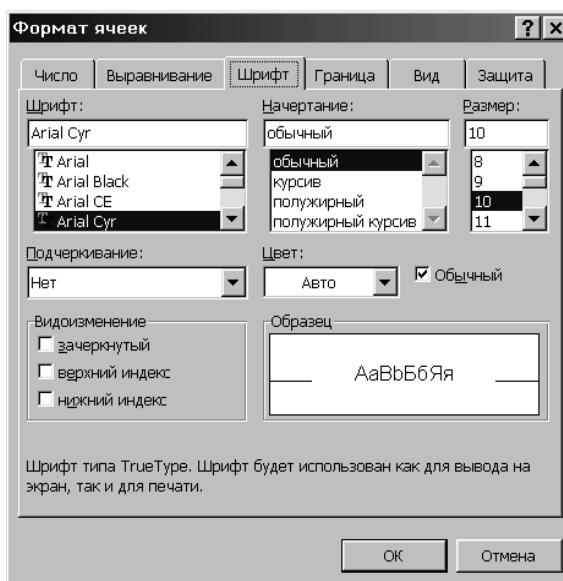 Формат ячеек
Число Выравнивание Шрифт Граница Вид Защита
Шрифт: Начертание: Размер:
Arial Cyr обычный 10
Arial обычный 8
Arial Black курсив 9
Arial CE полужирный 10
Arial Cyr полужирный курсив 11
Подчеркивание: Цвет:
Нет Авто Обычный
Видоизменение Образец
зачеркнутый
верхний индекс АаВbБбЯя
нижний индекс
Шрифт типа TrueType. Шрифт будет использован как для вывода на
экран, так и для печати.
ОК Отмена